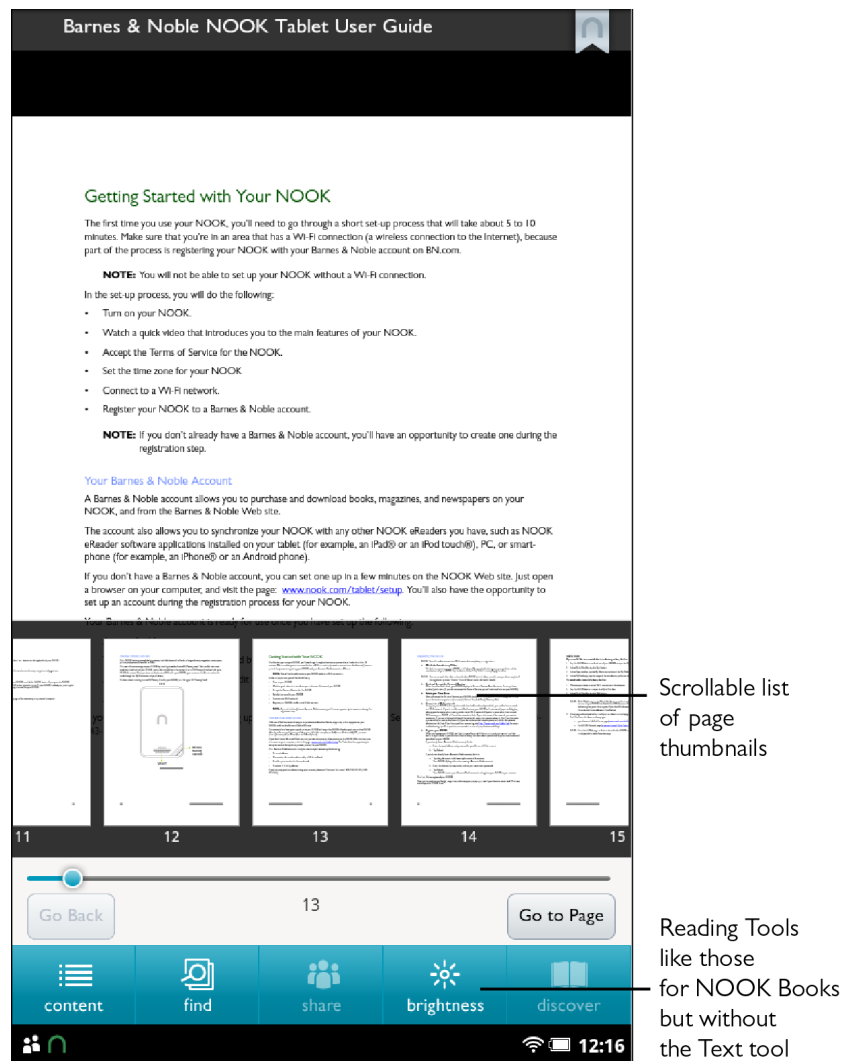 Barnes & Noble NOOK Tablet User Guide
Getting Started with Your NOOK
The first time you use your NOOK, you'll need to go through a short set-up process that will take about 5 to 10
minutes. Make sure that you're in an area that has a Wi-Fi connection (a wireless connection to the Internet), because
part of the process is registering your NOOK with your Barnes & Noble account on BN.com.
NOTE: You will not be able to set up your NOOK without a Wi-Fi connection.
In the set-up process, you will do the following:
• Turn on your NOOK.
• Watch a quick video that introduces you to the main features of your NOOK.
• Accept the Terms of Service for the NOOK.
• Set the time zone for your NOOK
• Connect to a Wi-Fi network.
• Register your NOOK to a Barnes & Noble account.
NOTE: If you don't already have a Barnes & Noble account, you'll have an opportunity to create one during the
registration step.
Your Barnes & Noble Account
A Barnes & Noble account allows you to purchase and download books, magazines, and newspapers on your
NOOK, and from the Barnes & Noble Web site.
The account also allows you to synchronize your NOOK with any other NOOK eReaders you have, such as NOOK
eReader software applications installed on your tablet (for example, an iPad® or an iPod touch®), PC, or smart-
phone (for example, an iPhone® or an Android phone).
If you don't have a Barnes & Noble account, you can set one up in a few minutes on the NOOK Web site. Just open
a browser on your computer, and visit the page: www.nook.com/tablet/setup. You'll also have the opportunity to
set up an account during the registration process for your NOOK.
Your Barnes & Noble account is ready for use once you have set up the following:
Scrollable list
of page
thumbnails
11 12 13 14 15
13
Go Back
Go to Page
Reading Tools
like those
for NOOK Books
but without
the Text tool
content find share brightness discover
12:16